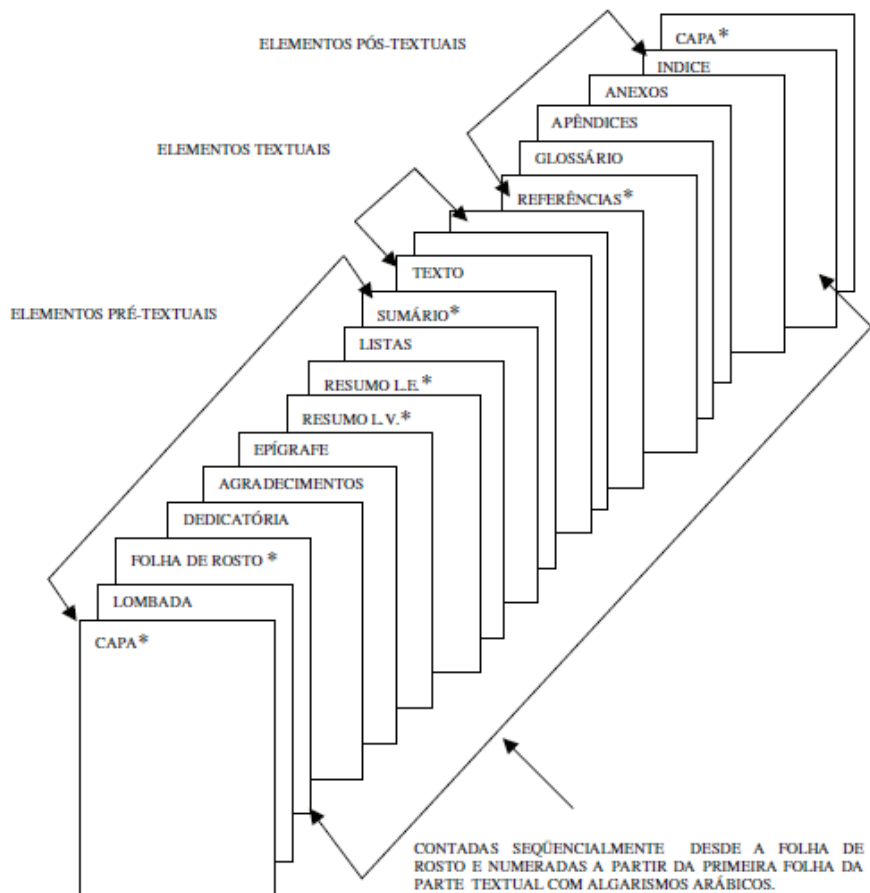 CAPA*
ELEMENTOS PÓS-TEXTUAIS
INDICE
ANEXOS
APÊNDICES
ELEMENTOS TEXTUAIS
GLOSSÁRIO
REFERÊNCIAS*
TEXTO
ELEMENTOS PRÉ-TEXTUAIS
SUMÁRIO*
LISTAS
RESUMO L.E.*
RESUMO L.V.*
EPÍGRAFE
AGRADECIMENTOS
DEDICATÓRIA
FOLHA DE ROSTO *
LOMBADA
CAPA*
CONTADAS SEQÜENCIALMENTE DESDE A FOLHA DE
ROSTO E NUMERADAS A PARTIR DA PRIMEIRA FOLHA DA
PARTE TEXTUAL COM ALGARISMOS ARÁBICOS.